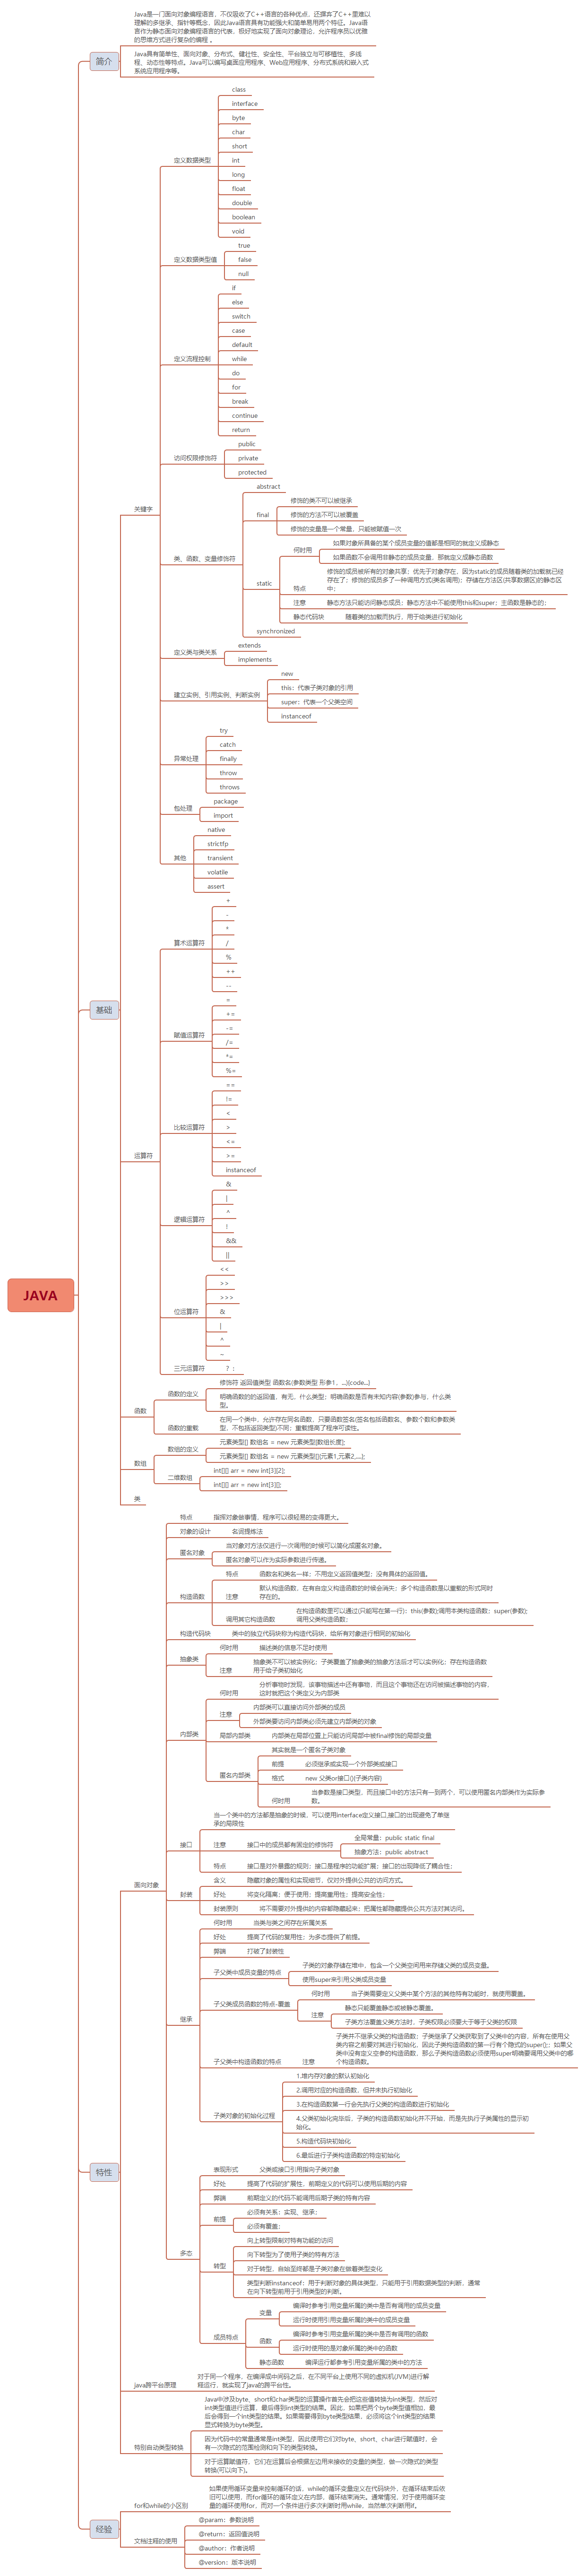 JAVA
简介
Java是一门面向对象编程语言，不仅吸收了C++语言的各种优点，还摒弃了C++里难以
理解的多继承、指针等概念，因此Java语言具有功能强大和简单易用两个特征。Java语
言作为静态面向对象编程语言的代表，极好地实现了面向对象理论，允许程序员以优雅
的思维方式进行复杂的编程 。
Java具有简单性、面向对象、分布式、健壮性、安全性、平台独立与可移植性、多线
程、动态性等特点。Java可以编写桌面应用程序、Web应用程序、分布式系统和嵌入式
系统应用程序等。
基础
关键字
定义数据类型
class
interface
byte
char
short
int
long
float
double
boolean
void
定义数据类型值
true
false
null
定义流程控制
if
else
switch
case
default
while
do
for
break
continue
return
访问权限修饰符
public
private
protected
类、函数、变量修饰符
abstract
final
修饰的类不可以被继承
修饰的方法不可以被覆盖
修饰的变量是一个常量，只能被赋值一次
static
何时用
如果对象所具备的某个成员变量的值都是相同的就定义成静态
如果函数不会调用非静态的成员变量，那就定义成静态函数
特点
修饰的成员被所有的对象共享；优先于对象存在，因为static的成员随着类的加载就已经
存在了；修饰的成员多了一种调用方式(类名调用)；存储在方法区(共享数据区)的静态区
中；
注意
静态方法只能访问静态成员；静态方法中不能使用this和super；主函数是静态的；
静态代码块
随着类的加载而执行，用于给类进行初始化
synchronized
定义类与类关系
extends
implements
建立实例、引用实例、判断实例
new
this：代表子类对象的引用
super：代表一个父类空间
instanceof
异常处理
try
catch
finally
throw
throws
包处理
package
import
其他
native
strictfp
transient
volatile
assert
运算符
算术运算符
+
-
*
/
%
++
--
赋值运算符
=
+=
-=
/=
*=
%=
比较运算符
==
!=
<
>
<=
>=
instanceof
逻辑运算符
&
|
^
!
&&
||
位运算符
<<
>>
>>>
&
|
^
~
三元运算符
？：
函数
函数的定义
修饰符 返回值类型 函数名(参数类型 形参1，...){code...}
明确函数的的返回值，有无，什么类型；明确函数是否有未知内容(参数)参与，什么类
型。
函数的重载
在同一个类中，允许存在同名函数，只要函数签名(签名包括函数名，参数个数和参数类
型，不包括返回类型)不同；重载提高了程序可读性。
数组
数组的定义
元素类型[] 数组名 = new 元素类型[数组长度];
元素类型[] 数组名 = new 元素类型[]{元素1,元素2,....};
二维数组
int[][] arr = new int[3][2];
int[][] arr = new int[3][];
类
特性
面向对象
特点
指挥对象做事情，程序可以很轻易的变得更大。
对象的设计
名词提炼法
匿名对象
当对象对方法仅进行一次调用的时候可以简化成匿名对象。
匿名对象可以作为实际参数进行传递。
构造函数
特点
函数名和类名一样；不用定义返回值类型；没有具体的返回值。
注意
默认构造函数，在有自定义构造函数的时候会消失；多个构造函数是以重载的形式同时
存在的。
调用其它构造函数
在构造函数里可以通过(只能写在第一行)：this(参数);调用本类构造函数；super(参数);
调用父类构造函数；
构造代码块
类中的独立代码块称为构造代码块，给所有对象进行相同的初始化
抽象类
何时用
描述类的信息不足时使用
注意
抽象类不可以被实例化；子类覆盖了抽象类的抽象方法后才可以实例化；存在构造函数
用于给子类初始化
内部类
何时用
分析事物时发现，该事物描述中还有事物，而且这个事物还在访问被描述事物的内容，
这时就把这个类定义为内部类
注意
内部类可以直接访问外部类的成员
外部类要访问内部类必须先建立内部类的对象
局部内部类
内部类在局部位置上只能访问局部中被final修饰的局部变量
匿名内部类
其实就是一个匿名子类对象
前提
必须继承或实现一个外部类或接口
格式
new 父类or接口(){子类内容}
何时用
当参数是接口类型，而且接口中的方法只有一到两个，可以使用匿名内部类作为实际参
数。
接口
当一个类中的方法都是抽象的时候，可以使用interface定义接口,接口的出现避免了单继
承的局限性
注意
接口中的成员都有固定的修饰符
全局常量：public static final
抽象方法：public abstract
特点
接口是对外暴露的规则；接口是程序的功能扩展；接口的出现降低了耦合性；
封装
含义
隐藏对象的属性和实现细节，仅对外提供公共的访问方式。
好处
将变化隔离；便于使用；提高重用性；提高安全性；
封装原则
将不需要对外提供的内容都隐藏起来；把属性都隐藏提供公共方法对其访问。
继承
何时用
当类与类之间存在所属关系
好处
提高了代码的复用性；为多态提供了前提。
弊端
打破了封装性
子父类中成员变量的特点
子类的对象存储在堆中，包含一个父类空间用来存储父类的成员变量。
使用super来引用父类成员变量
子父类成员函数的特点-覆盖
何时用
当子类需要定义父类中某个方法的其他特有功能时，就使用覆盖。
注意
静态只能覆盖静态或被静态覆盖。
子类方法覆盖父类方法时，子类权限必须要大于等于父类的权限
子父类中构造函数的特点
注意
子类并不继承父类的构造函数；子类继承了父类获取到了父类中的内容，所有在使用父
类内容之前要对其进行初始化，因此子类构造函数的第一行有个隐式的super();；如果父
类中没有定义空参的构造函数，那么子类构造函数必须使用super明确要调用父类中的哪
个构造函数。
子类对象的初始化过程
1.堆内存对象的默认初始化
2.调用对应的构造函数，但并未执行初始化
3.在构造函数第一行会先执行父类的构造函数进行初始化
4.父类初始化完毕后，子类的构造函数初始化并不开始，而是先执行子类属性的显示初
始化。
5.构造代码块初始化
6.最后进行子类构造函数的特定初始化
多态
表现形式
父类或接口引用指向子类对象
好处
提高了代码的扩展性，前期定义的代码可以使用后期的内容
弊端
前期定义的代码不能调用后期子类的特有内容
前提
必须有关系：实现、继承；
必须有覆盖；
转型
向上转型限制对特有功能的访问
向下转型为了使用子类的特有方法
对于转型，自始至终都是子类对象在做着类型变化
类型判断instanceof：用于判断对象的具体类型，只能用于引用数据类型的判断，通常
在向下转型前用于引用类型的判断。
成员特点
变量
编译时参考引用变量所属的类中是否有调用的成员变量
运行时使用引用变量所属的类中的成员变量
函数
编译时参考引用变量所属的类中是否有调用的函数
运行时使用的是对象所属的类中的函数
静态函数
编译运行都参考引用变量所属的类中的方法
java跨平台原理
对于同一个程序，在编译成中间码之后，在不同平台上使用不同的虚拟机(JVM)进行解
释运行，就实现了java的跨平台性。
特别自动类型转换
Java中涉及byte、short和char类型的运算操作首先会把这些值转换为int类型，然后对
int类型值进行运算，最后得到int类型的结果。因此，如果把两个byte类型值相加，最
后会得到一个int类型的结果。如果需要得到byte类型结果，必须将这个int类型的结果
显式转换为byte类型。
因为代码中的常量通常是int类型，因此使用它们对byte、short、char进行赋值时，会
有一次隐式的范围检测和向下的类型转换。
对于运算赋值符，它们在运算后会根据左边用来接收的变量的类型，做一次隐式的类型
转换(可以向下)。
经验
for和while的小区别
如果使用循环变量来控制循环的话，while的循环变量定义在代码块外，在循环结束后依
旧可以使用，而for循环的循环定义在内部，循环结束消失。通常情况，对于使用循环变
量的循环使用for，而对一个条件进行多次判断时用while，当然单次判断用if。
文档注释的使用
@param：参数说明
@return：返回值说明
@author：作者说明
@version：版本说明